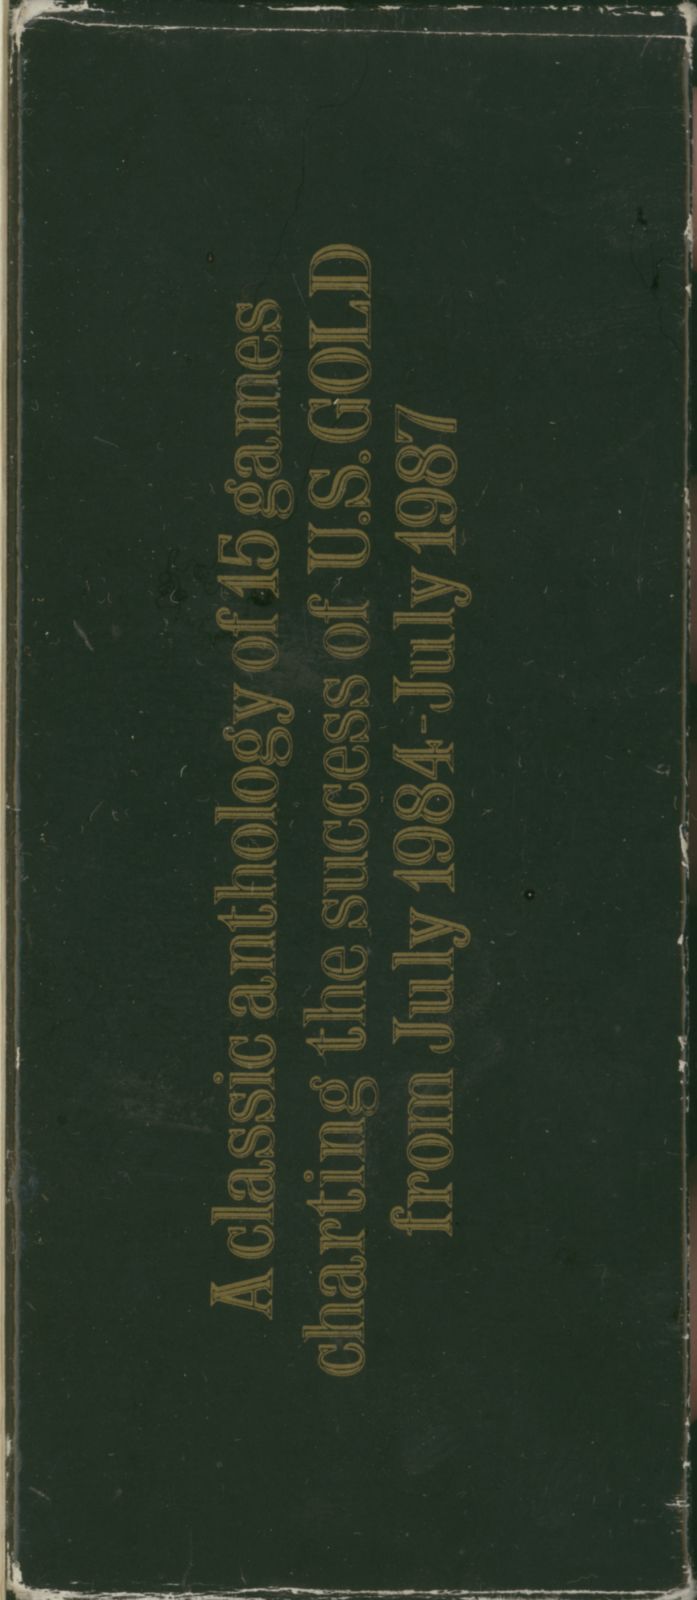 A classic anthology of 15 games
charting the success of U.S. GOLD
from July 1984-July 1987